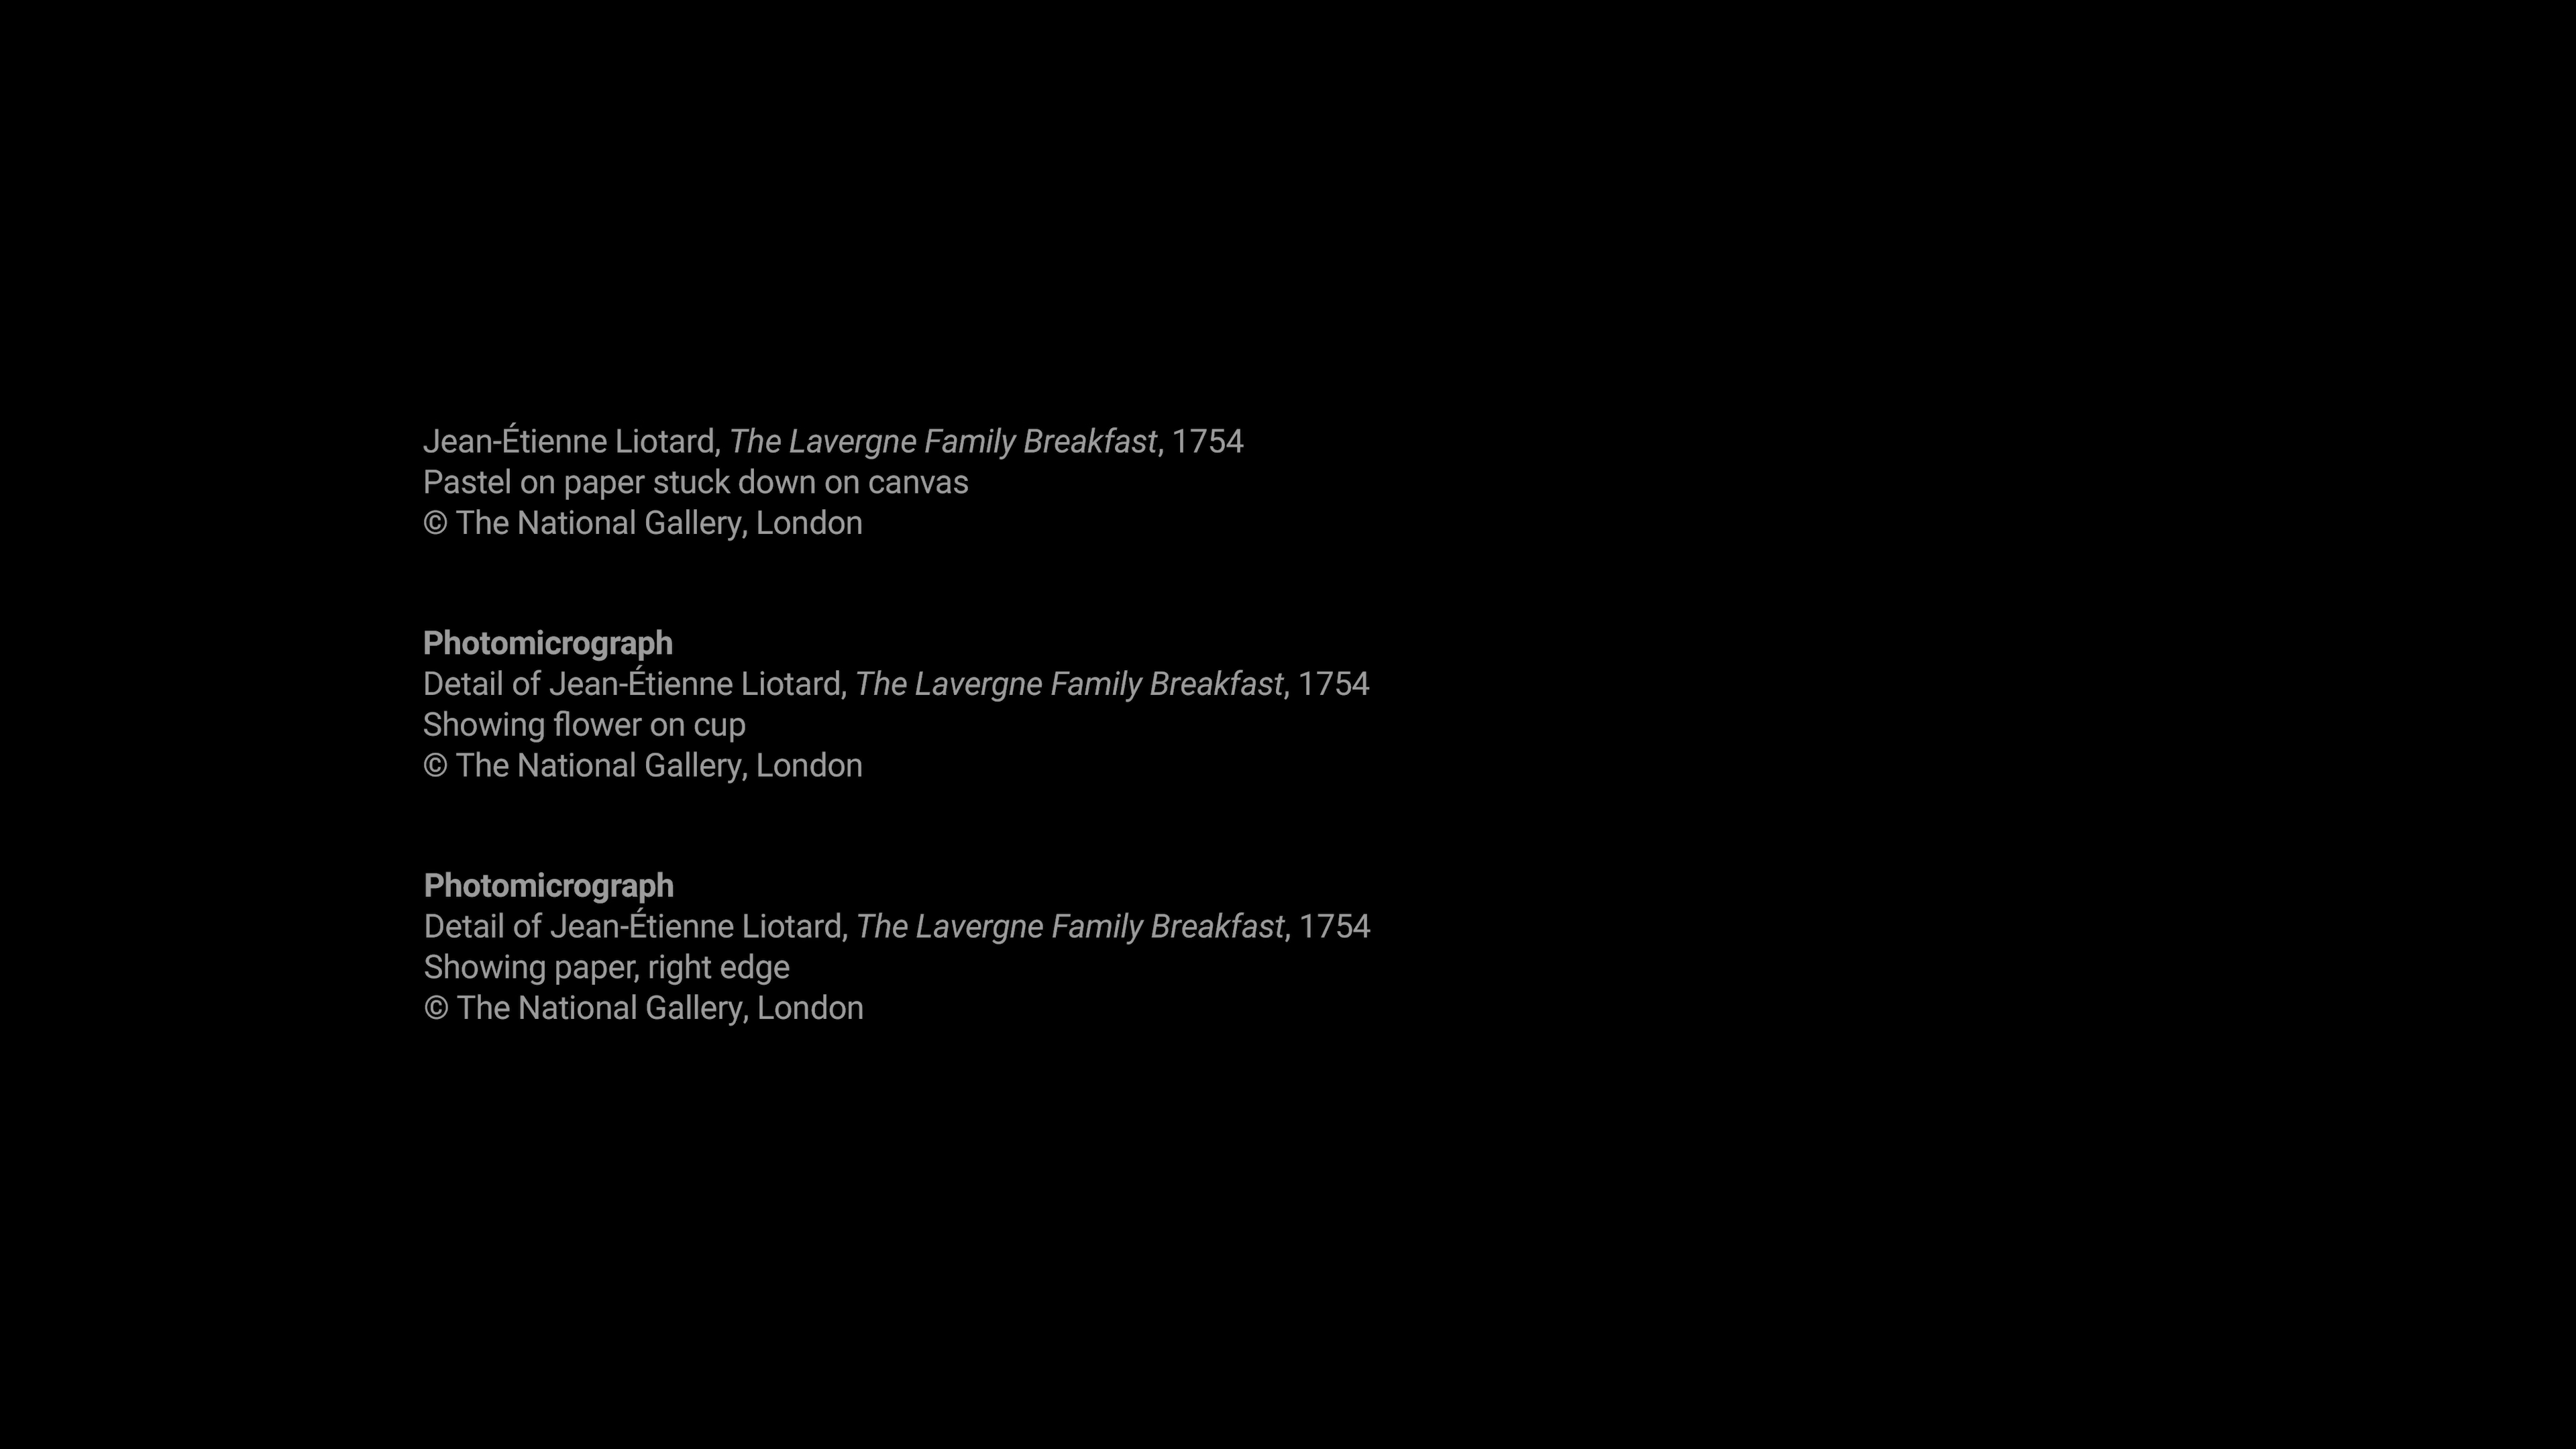 Jean-Étienne Liotard, The Lavergne Family Breakfast, 1754
Pastel on paper stuck down on canvas
© The National Gallery, London
Photomicrograph
Detail of Jean-Étienne Liotard, The Lavergne Family Breakfast, 1754
Showing flower on cup
© The National Gallery, London
Photomicrograph
Detail of Jean-Étienne Liotard, The Lavergne Family Breakfast, 1754
Showing paper, right edge
© The National Gallery, London